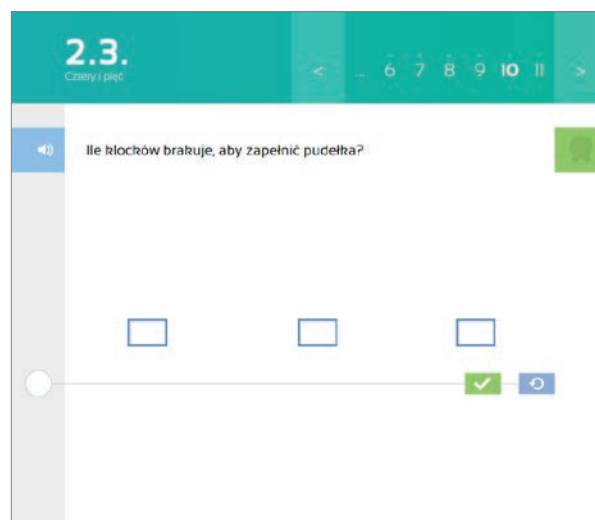 2.3.
Cztery i pięć
< ... 6 7 8 9 10 11 >
Ile klocków brakuje, aby zapełnić pudełka?